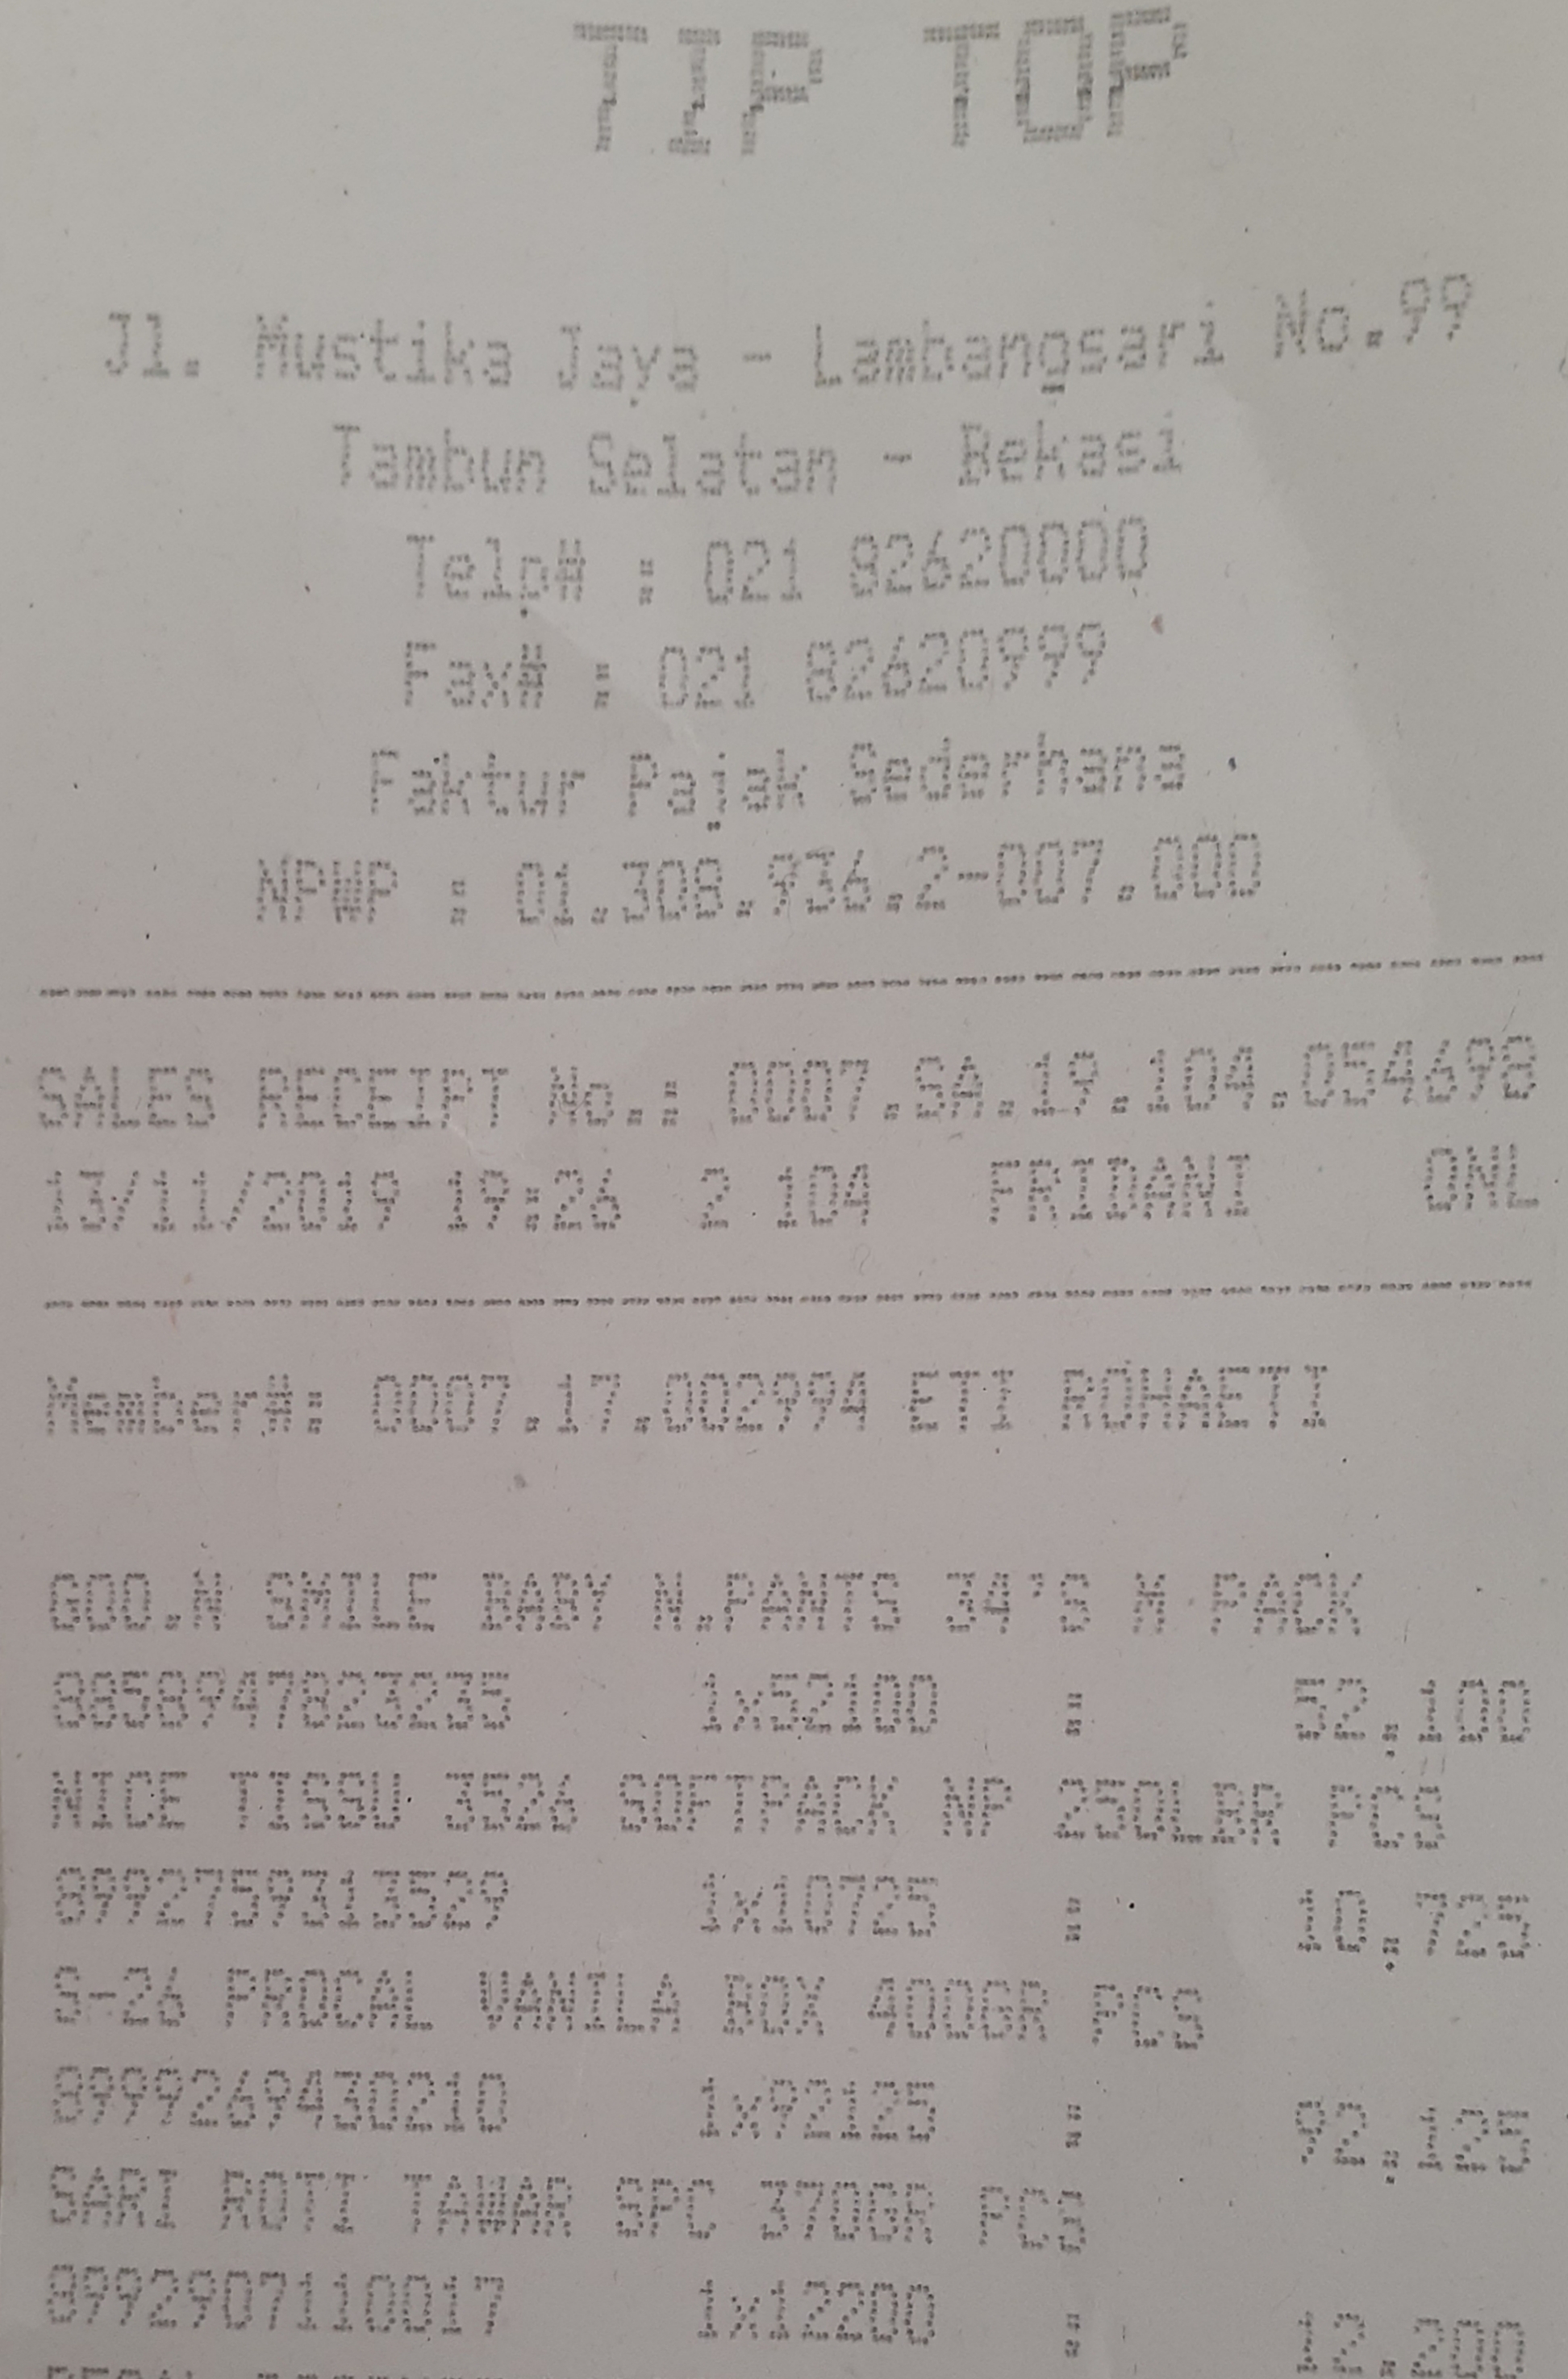 TIP TOP
Jl. Mustika Jaya - Lambangsari No.99
Tambun Selatan - Bekasi
Telp# : 021 82620000
Fax# : 021 82620999
Faktur Pajak Sederhana
NPWP : 01.308.936.2-007.000
SALES RECEIPT No.: 0007.SA.19.104.054698
13/11/2019 19:26 2 104 FRIDANI ONL
Member#: 0007.17.002994 ETI ROHAETI
GOO.N SMILE BABY N.PANTS 34'S M PACK
8858947823235 1x52100 : 52,100
NICE TISSU 3526 SOFTPACK NP 250LBR PCS
8992759313529 1x10725 : 10,725
S-26 PROCAL VANILA BOX 400GR PCS
8999269430210 1x92125 : 92,125
SARI ROTI TAWAR SPC 370GR PCS
8992907110017 1x12200 : 12,200